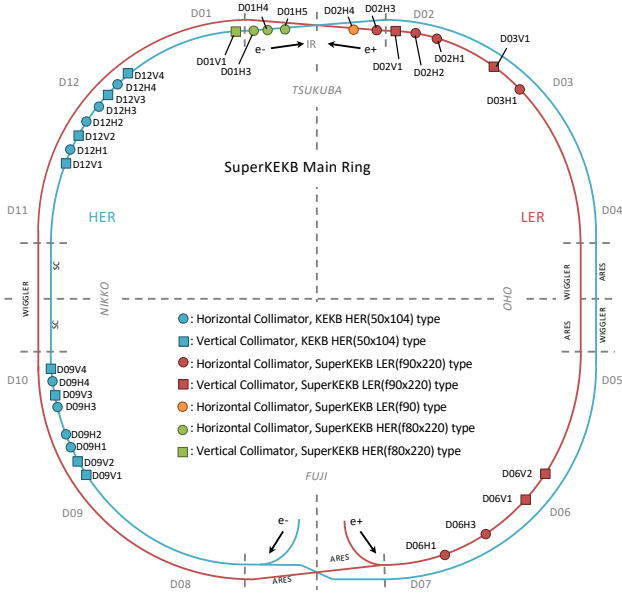 D01
D01H4
D01H5
D02H4
D02H3
D02
D01V1
D01H3
e-
IR
e+
D02V1
D02H2
D02H1
D03V1
D03H1
D03
TSUKUBA
D12
D12V4
D12H4
D12V3
D12H3
D12H2
D12V2
D12H1
D12V1
SuperKEKB Main Ring
D11
HER
LER
D04
SC
WIGGLER
ARES
WIGGLER
NIKKO
OHO
SC
ARES
WIGGLER
: Horizontal Collimator, KEKB HER(50x104) type
: Vertical Collimator, KEKB HER(50x104) type
: Horizontal Collimator, SuperKEKB LER(f90x220) type
: Vertical Collimator, SuperKEKB LER(f90x220) type
: Horizontal Collimator, SuperKEKB LER(f90) type
: Horizontal Collimator, SuperKEKB HER(f80x220) type
: Vertical Collimator, SuperKEKB HER(f80x220) type
D10
D05
D09V4
D09H4
D09V3
D09H3
D09H2
D09H1
D09V2
D09V1
FUJI
D06V2
D06V1
D06H3
D06H1
D09
D06
e-
e+
ARES
ARES
D08
D07